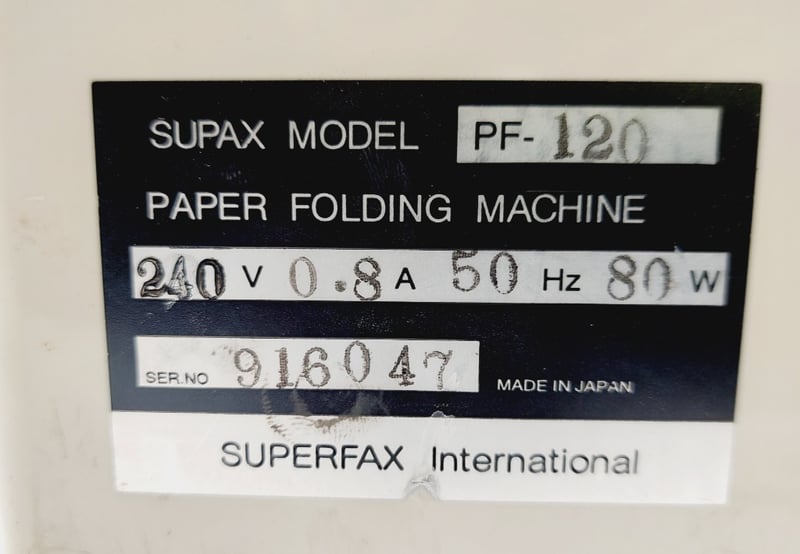 SUPAX MODEL PF-120
PAPER FOLDING MACHINE
240 V 0.8 A 50 Hz 80 W
SER.NO 916047 MADE IN JAPAN
SUPERFAX International